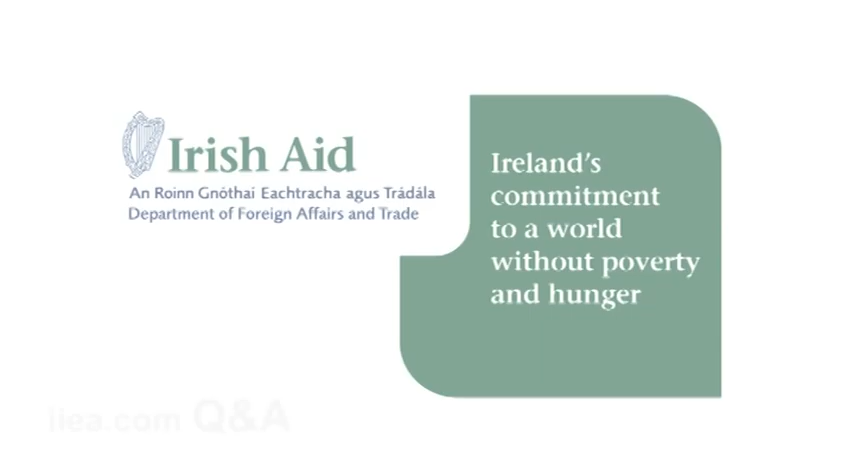 Irish Aid
An Roinn Gnóthaí Eachtracha agus Trádála
Department of Foreign Affairs and Trade
Ireland's
commitment
to a world
without poverty
and hunger
iiea.com Q&A